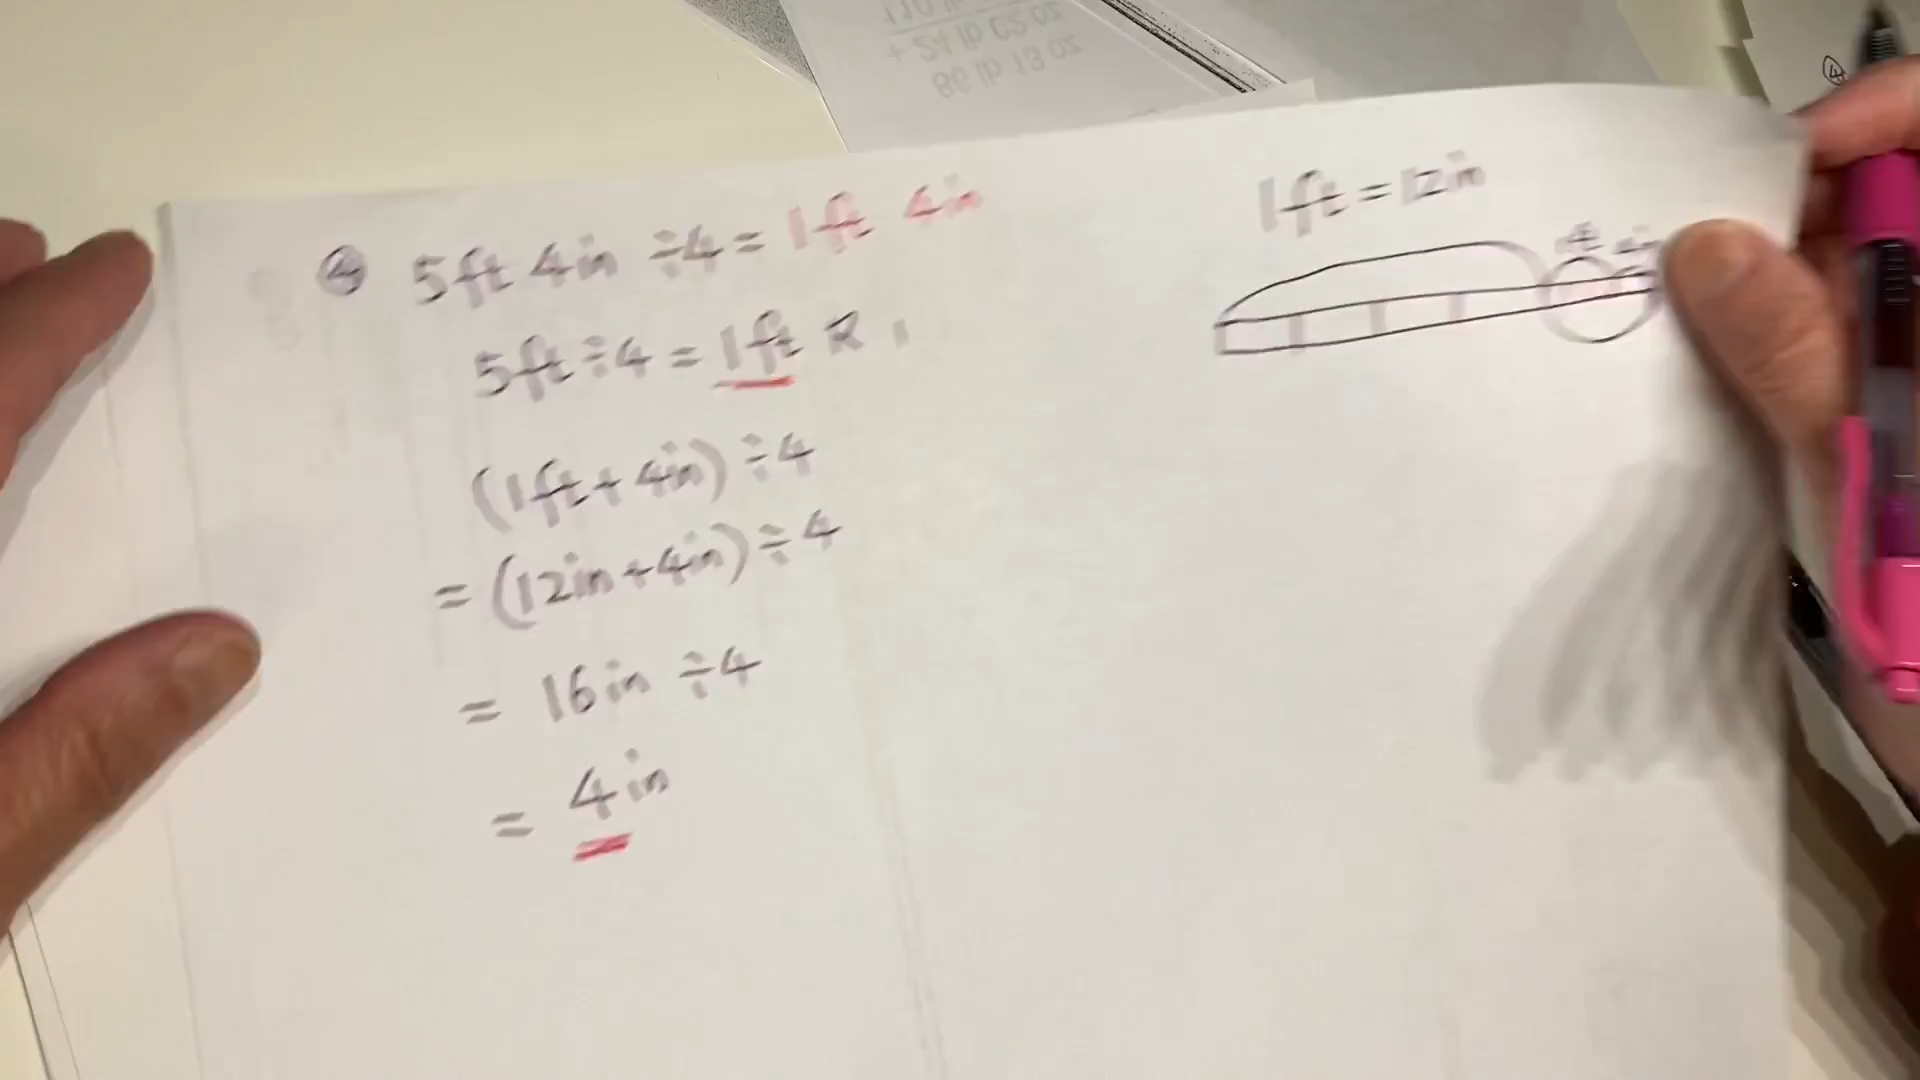 ④ 5ft 4in ÷4 = 1ft 4in
5ft ÷ 4 = 1ft R 1
(1ft + 4in) ÷ 4
= (12in + 4in) ÷ 4
= 16in ÷ 4
= 4in
1ft = 12in
④